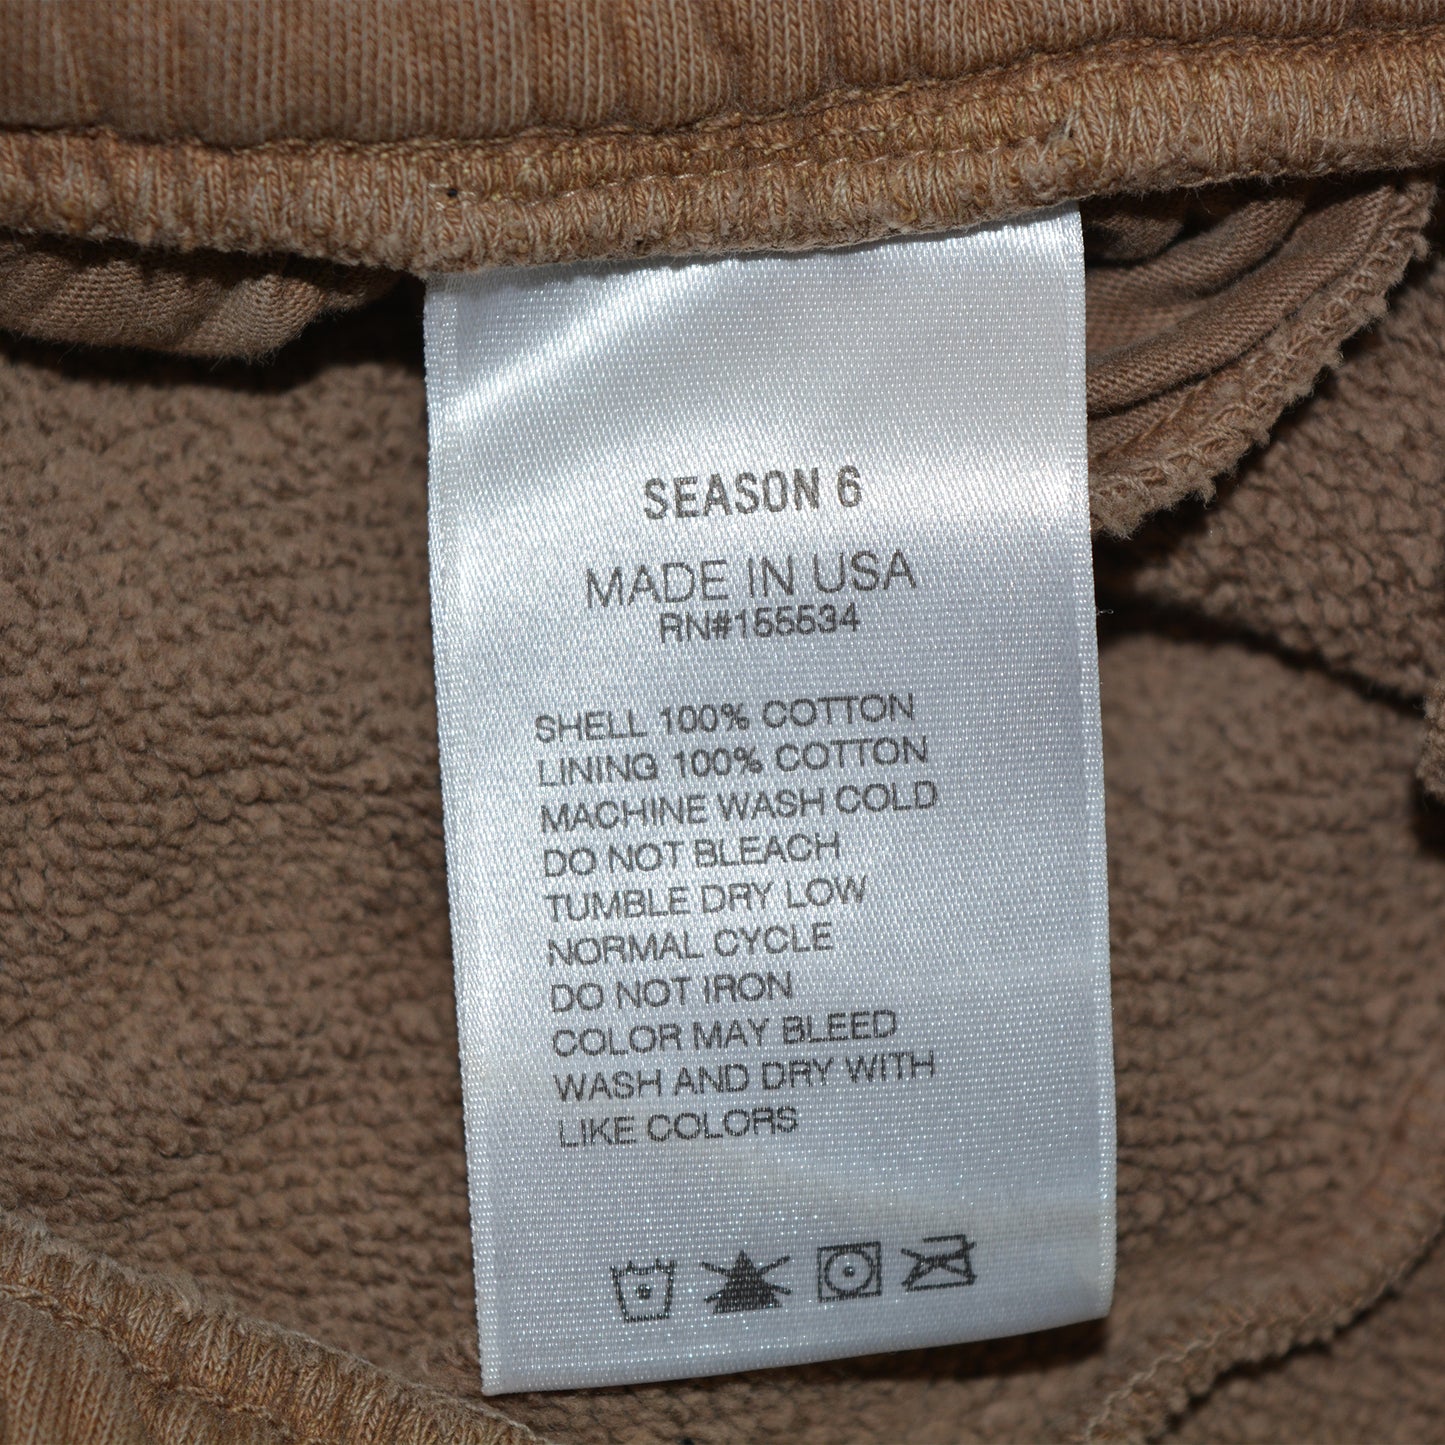 SEASON 6
MADE IN USA
RN#155534
SHELL 100% COTTON
LINING 100% COTTON
MACHINE WASH COLD
DO NOT BLEACH
TUMBLE DRY LOW
NORMAL CYCLE
DO NOT IRON
COLOR MAY BLEED
WASH AND DRY WITH
LIKE COLORS